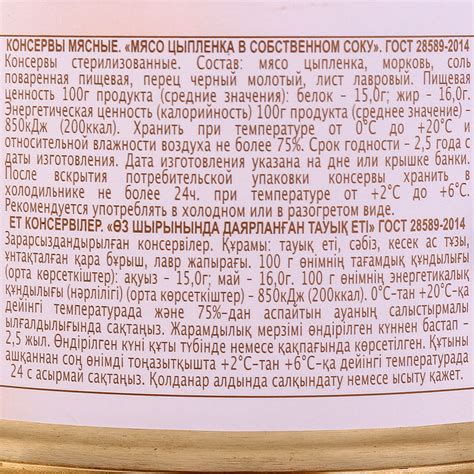 КОНСЕРВЫ МЯСНЫЕ. «МЯСО ЦЫПЛЕНКА В СОБСТВЕННОМ СОКУ». ГОСТ 28589-2014
Консервы стерилизованные. Состав: мясо цыпленка, морковь, соль
поваренная пищевая, перец черный молотый, лист лавровый. Пищевая
ценность 100г продукта (средние значения): белок - 15,0г; жир - 16,0г.
Энергетическая ценность (калорийность) 100г продукта (среднее значение) -
850кДж (200ккал). Хранить при температуре от 0°С до +20°С и
относительной влажности воздуха не более 75%. Срок годности - 2,5 года с
даты изготовления. Дата изготовления указана на дне или крышке банки.
После вскрытия потребительской упаковки консервы хранить в
холодильнике не более 24ч. при температуре от +2°С до +6°С.
Рекомендуется употреблять в холодном или в разогретом виде.
ЕТ КОНСЕРВІЛЕР. «ӨЗ ШЫРЫНЫНДА ДАЯРЛАНҒАН ТАУЫҚ ЕТІ» ГОСТ 28589-2014
Зарарсыздандырылған консервілер. Құрамы: тауық еті, сәбіз, кесек ас тұзы,
ұнтақталған қара бұрыш, лавр жапырағы. 100 г өнімнің тағамдық құндылығы
(орта көрсеткіштер): ақуыз - 15,0г; май - 16,0г. 100 г өнімнің энергетикалық
құндылығы (нәрлілігі) (орта көрсеткіштер) - 850кДж (200ккал). 0°С-тан +20°С-қа
дейінгі температурада және 75%-дан аспайтын ауаның салыстырмалы
ылғалдылығында сақтаңыз. Жарамдылық мерзімі өндірілген күннен бастап -
2,5 жыл. Өндірілген күні құты түбінде немесе қақпағында көрсетілген. Құтыны
ашқаннан соң өнімді тоңазытқышта +2°С-тан +6°С-қа дейінгі температурада
24 с асырмай сақтаңыз. Қолданар алдында салқындату немесе ысыту қажет.